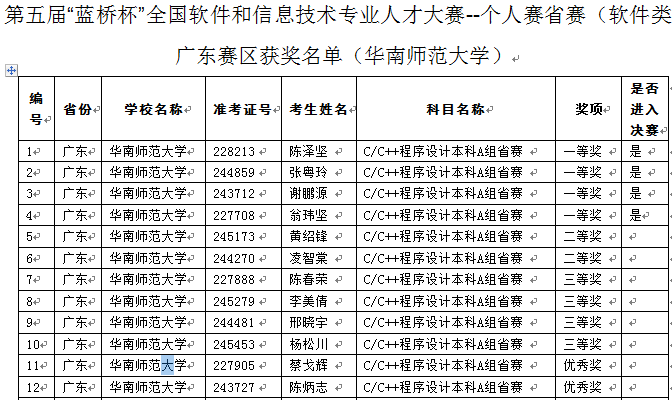 第五届“蓝桥杯”全国软件和信息技术专业人才大赛--个人赛省赛（软件类
广东赛区获奖名单（华南师范大学）
编号 省份 学校名称 准考证号 考生姓名 科目名称 奖项 是否进入决赛
1 广东 华南师范大学 228213 陈泽坚 C/C++程序设计本科A组省赛 一等奖 是
2 广东 华南师范大学 244859 张粤玲 C/C++程序设计本科A组省赛 一等奖 是
3 广东 华南师范大学 243712 谢鹏源 C/C++程序设计本科A组省赛 一等奖 是
4 广东 华南师范大学 227708 翁玮坚 C/C++程序设计本科A组省赛 一等奖 是
5 广东 华南师范大学 245173 黄绍锋 C/C++程序设计本科A组省赛 二等奖
6 广东 华南师范大学 244270 凌智棠 C/C++程序设计本科A组省赛 二等奖
7 广东 华南师范大学 227888 陈春荣 C/C++程序设计本科A组省赛 三等奖
8 广东 华南师范大学 245279 李美倩 C/C++程序设计本科A组省赛 三等奖
9 广东 华南师范大学 244481 邢晓宇 C/C++程序设计本科A组省赛 三等奖
10 广东 华南师范大学 245453 杨松川 C/C++程序设计本科A组省赛 三等奖
11 广东 华南师范大学 227905 蔡戈辉 C/C++程序设计本科A组省赛 优秀奖
12 广东 华南师范大学 243727 陈炳志 C/C++程序设计本科A组省赛 优秀奖